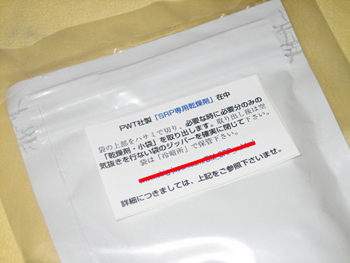 PWT社製「SRP専用乾燥剤」在中
袋の上部をハサミで切り、必要な時に必要分のみの
「乾燥剤・小袋」を取り出します。取り出し後は空
気抜きを行ない袋のジッパーを確実に閉じて下さい。
袋は「冷暗所」で保管下さい。
詳細につきましては、上記をご参照下さいませ。